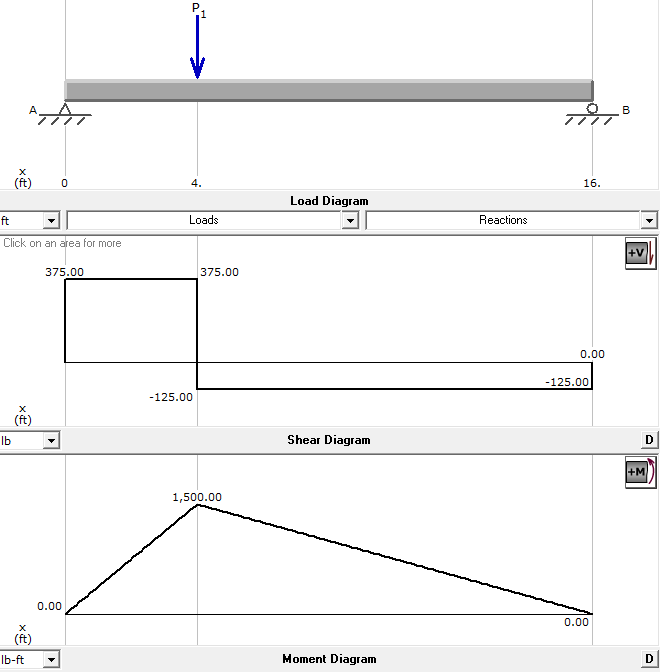 P1
A
B
x
(ft)
0
4.
16.
Load Diagram
ft
Loads
Reactions
Click on an area for more
+V
375.00
375.00
0.00
-125.00
-125.00
x
(ft)
lb
Shear Diagram
D
+M
1,500.00
0.00
0.00
x
(ft)
lb-ft
Moment Diagram
D